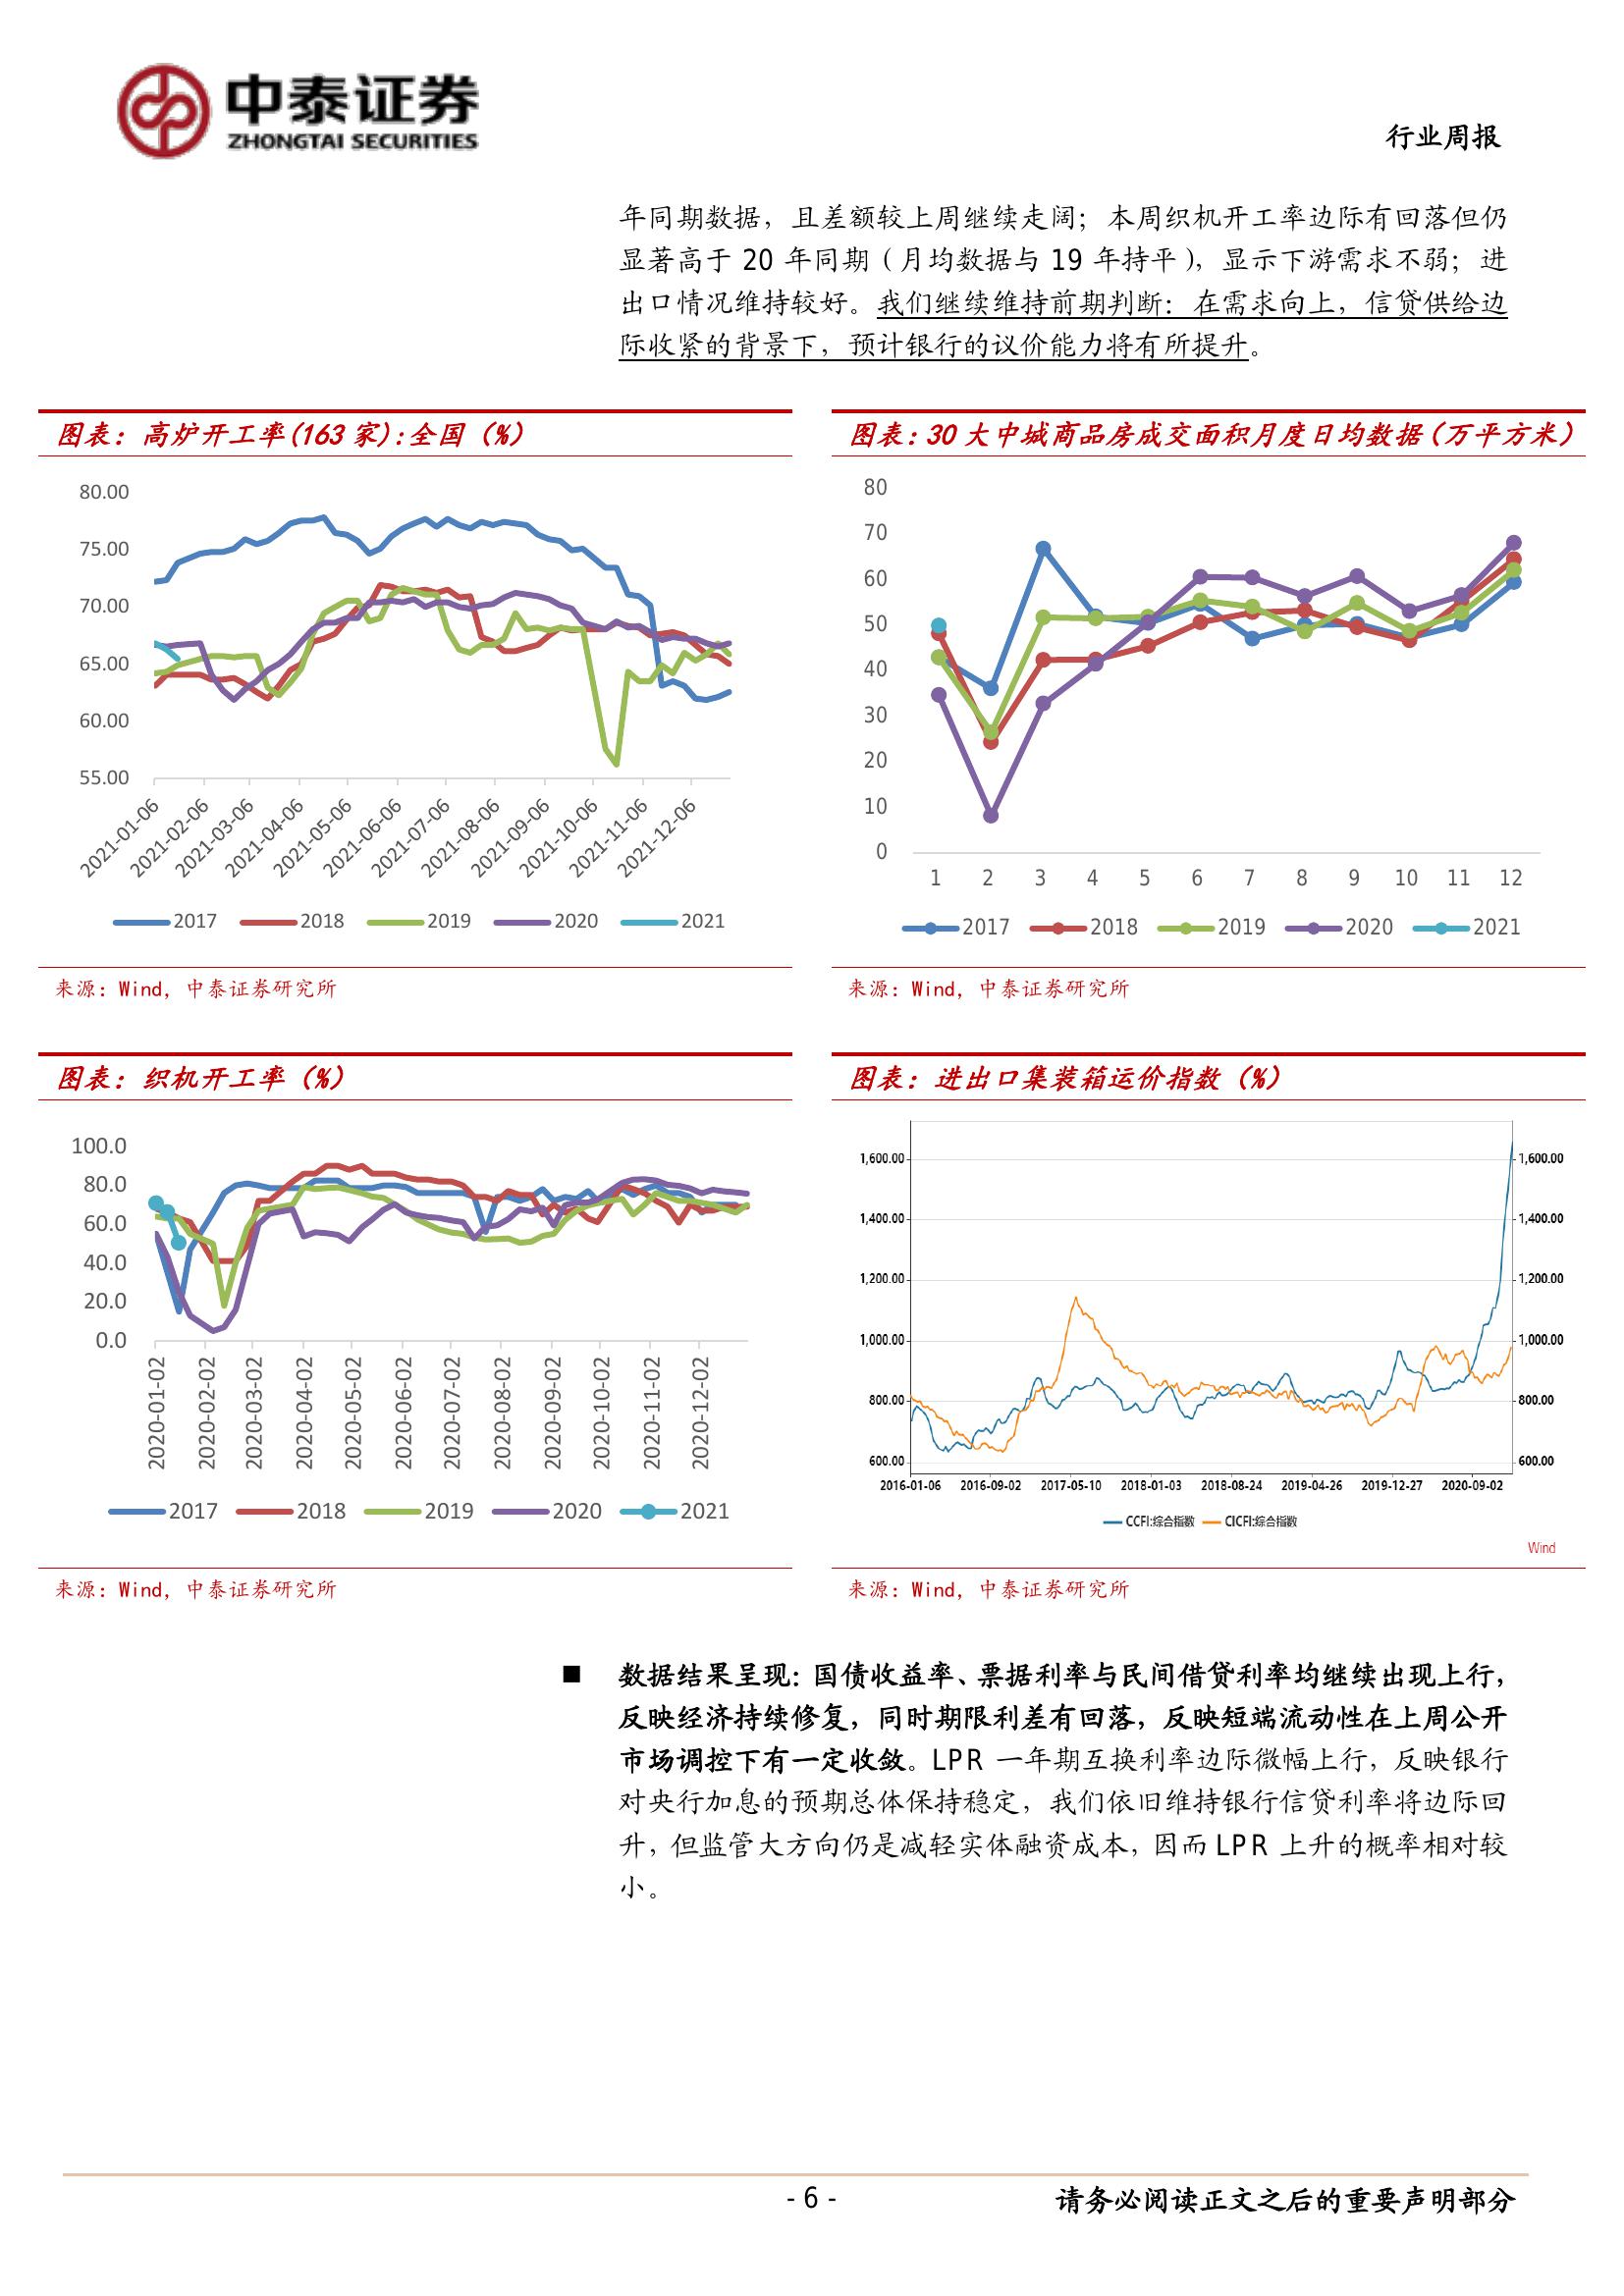 中泰证券
ZHONGTAI SECURITIES
行业周报
年同期数据，且差额较上周继续走阔；本周织机开工率边际有回落但仍
显著高于 20 年同期（月均数据与 19 年持平），显示下游需求不弱；进
出口情况维持较好。我们继续维持前期判断：在需求向上，信贷供给边
际收紧的背景下，预计银行的议价能力将有所提升。
图表：高炉开工率(163 家):全国（%）
80.00
75.00
70.00
65.00
60.00
55.00
2021-01-06
2021-02-06
2021-03-06
2021-04-06
2021-05-06
2021-06-06
2021-07-06
2021-08-06
2021-09-06
2021-10-06
2021-11-06
2021-12-06
2017 2018 2019 2020 2021
来源：Wind，中泰证券研究所
图表：30 大中城商品房成交面积月度日均数据（万平方米）
80
70
60
50
40
30
20
10
0
1 2 3 4 5 6 7 8 9 10 11 12
2017 2018 2019 2020 2021
来源：Wind，中泰证券研究所
图表：织机开工率（%）
100.0
80.0
60.0
40.0
20.0
0.0
2020-01-02
2020-02-02
2020-03-02
2020-04-02
2020-05-02
2020-06-02
2020-07-02
2020-08-02
2020-09-02
2020-10-02
2020-11-02
2020-12-02
2017 2018 2019 2020 2021
来源：Wind，中泰证券研究所
图表：进出口集装箱运价指数（%）
1,600.00 1,600.00
1,400.00 1,400.00
1,200.00 1,200.00
1,000.00 1,000.00
800.00 800.00
600.00 600.00
2016-01-06 2016-09-02 2017-05-10 2018-01-03 2018-08-24 2019-04-26 2019-12-27 2020-09-02
CCFI:综合指数 CICFI:综合指数
Wind
来源：Wind，中泰证券研究所
■ 数据结果呈现：国债收益率、票据利率与民间借贷利率均继续出现上行，
反映经济持续修复，同时期限利差有回落，反映短端流动性在上周公开
市场调控下有一定收敛。LPR 一年期互换利率边际微幅上行，反映银行
对央行加息的预期总体保持稳定，我们依旧维持银行信贷利率将边际回
升，但监管大方向仍是减轻实体融资成本，因而 LPR 上升的概率相对较
小。
- 6 -
请务必阅读正文之后的重要声明部分